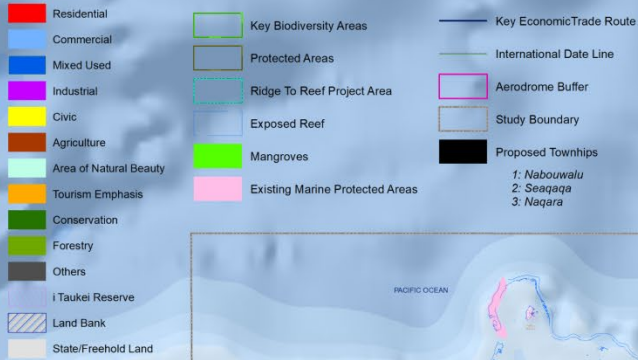 Residential
Commercial
Mixed Used
Industrial
Civic
Agriculture
Area of Natural Beauty
Tourism Emphasis
Conservation
Forestry
Others
i Taukei Reserve
Land Bank
State/Freehold Land
Key Biodiversity Areas
Protected Areas
Ridge To Reef Project Area
Exposed Reef
Mangroves
Existing Marine Protected Areas
Key EconomicTrade Route
International Date Line
Aerodrome Buffer
Study Boundary
Proposed Townhips
1: Nabouwalu
2: Seaqaqa
3: Naqara
PACIFIC OCEAN